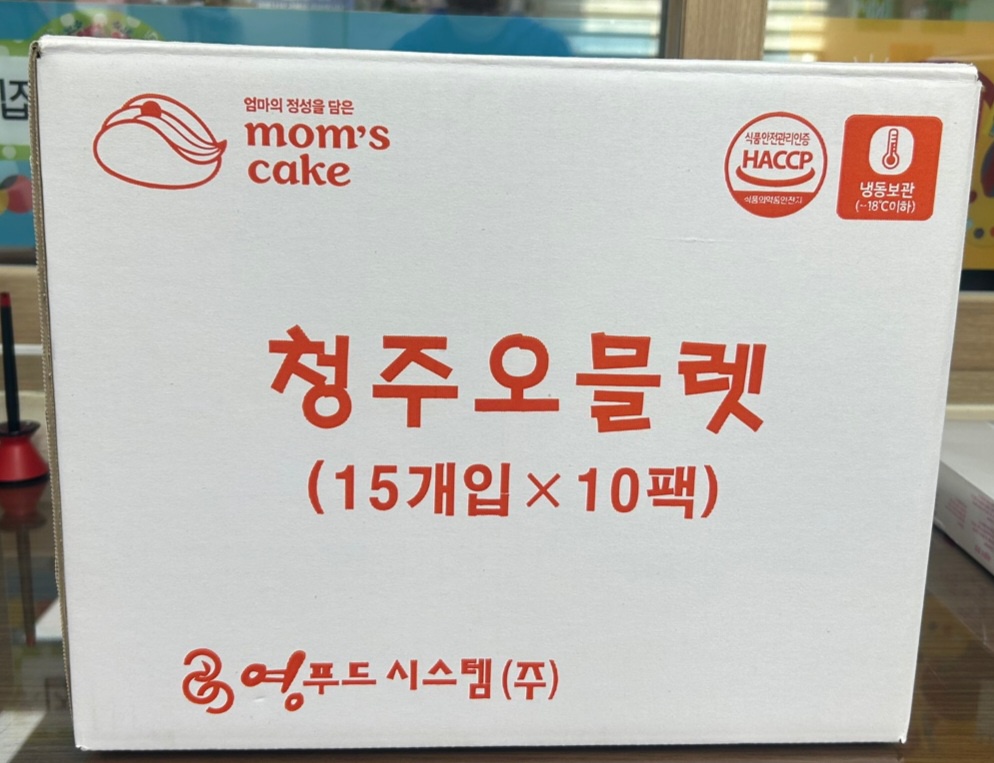 엄마의 정성을 담은
mom's
cake
식품안전관리인증
HACCP
식품의약품안전처
냉동보관
(-18℃이하)
청주오믈렛
(15개입×10팩)
영푸드 시스템(주)